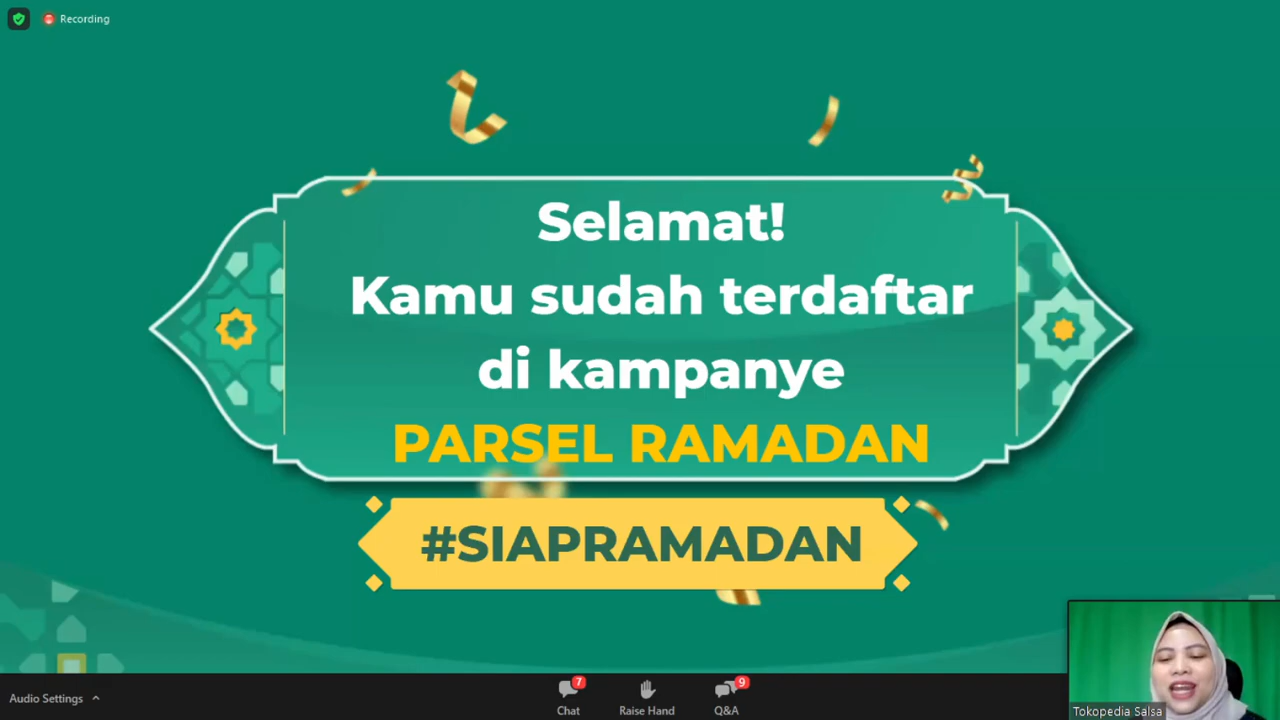 Recording
Selamat!
Kamu sudah terdaftar
di kampanye
PARSEL RAMADAN
#SIAPRAMADAN
Tokopedia Salsa
Audio Settings
7
Chat
Raise Hand
9
Q&A